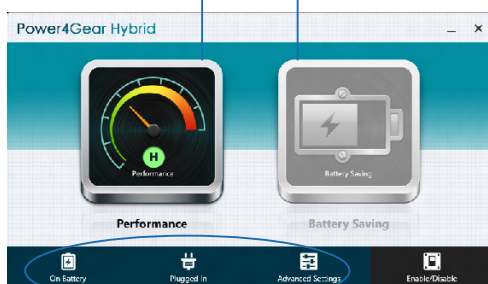 Power4Gear Hybrid
H
Performance
Battery Saving
Performance
Battery Saving
On Battery
Plugged In
Advanced Settings
Enable/Disable